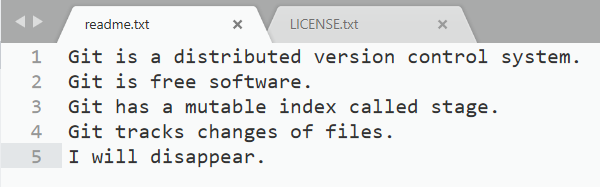 readme.txt × LICENSE.txt ×
1 Git is a distributed version control system.
2 Git is free software.
3 Git has a mutable index called stage.
4 Git tracks changes of files.
5 I will disappear.